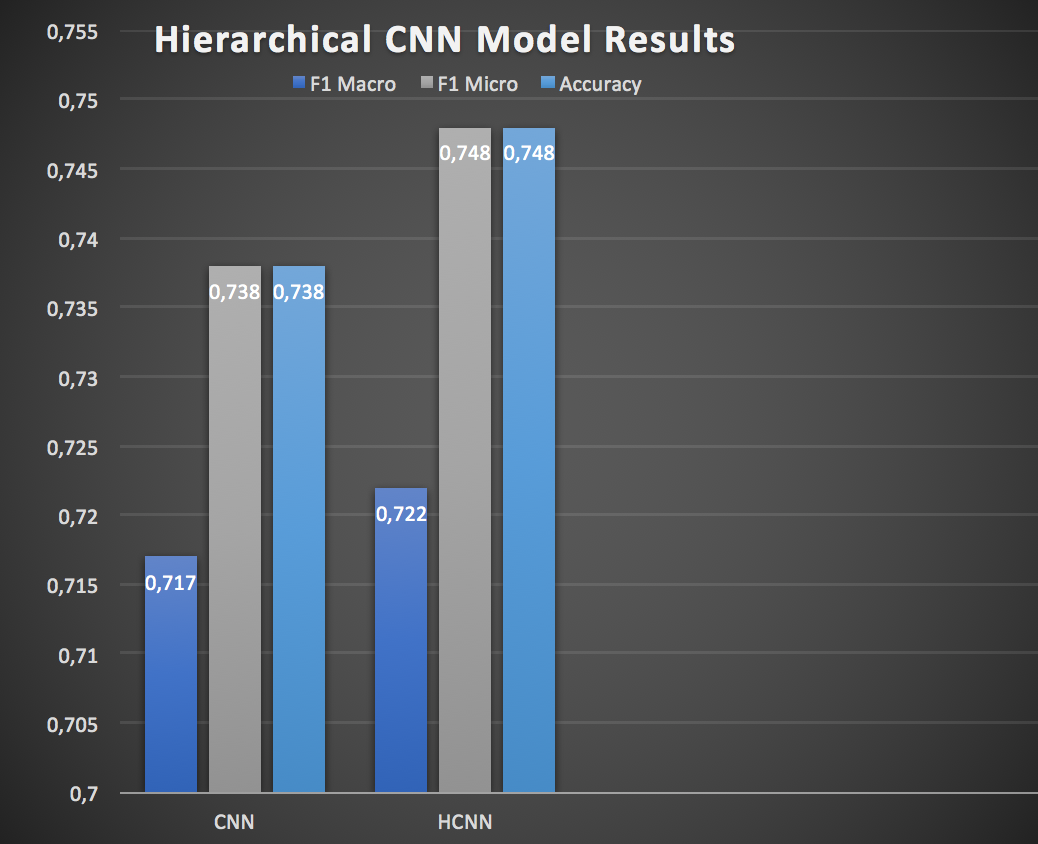 Hierarchical CNN Model Results
F1 Macro F1 Micro Accuracy
0,755
0,75
0,745
0,74
0,735
0,73
0,725
0,72
0,715
0,71
0,705
0,7
0,717 0,738 0,738
0,722 0,748 0,748
CNN HCNN